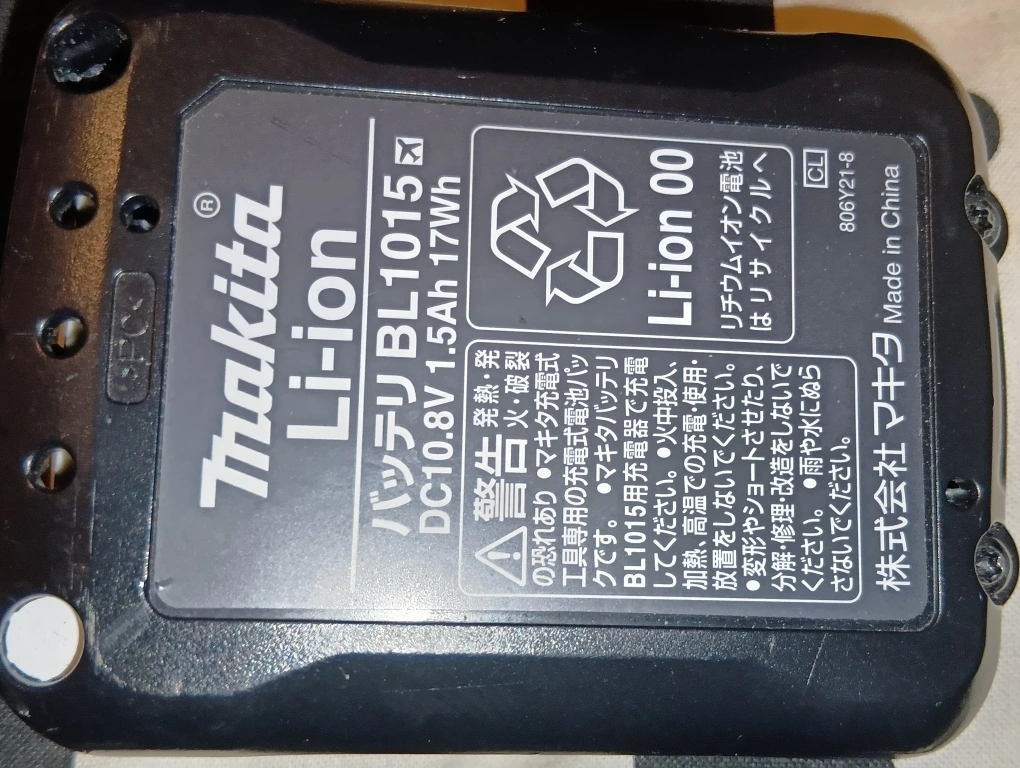 makita®
Li-ion
バッテリ BL1015
DC10.8V 1.5Ah 17Wh
警告 発熱・発
火・破裂
の恐れあり ●マキタ充電式
工具専用の充電式電池パッ
クです。 ●マキタバッテリ
BL1015用充電器で充電
してください。 ●火中投入、
加熱、高温での充電・使用・
放置をしないでください。
●変形やショートさせたり、
分解・修理・改造をしないで
ください。 ●雨や水にぬら
さないでください。
Li-ion 00
リチウムイオン電池
はリサイクルへ
CL
806Y21-8
株式会社 マキタ Made in China